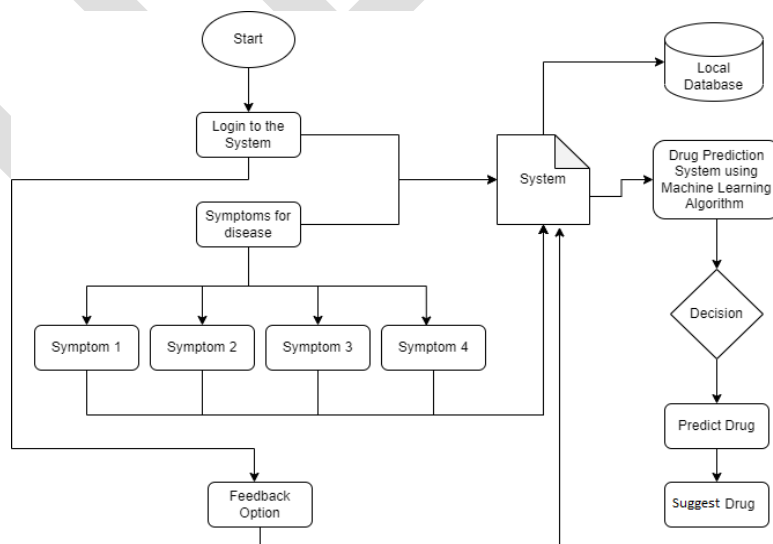 Start
Local
Database
Login to the
System
System
Drug Prediction
System using
Machine Learning
Algorithm
Symptoms for
disease
Decision
Symptom 1
Symptom 2
Symptom 3
Symptom 4
Predict Drug
Feedback
Option
Suggest Drug